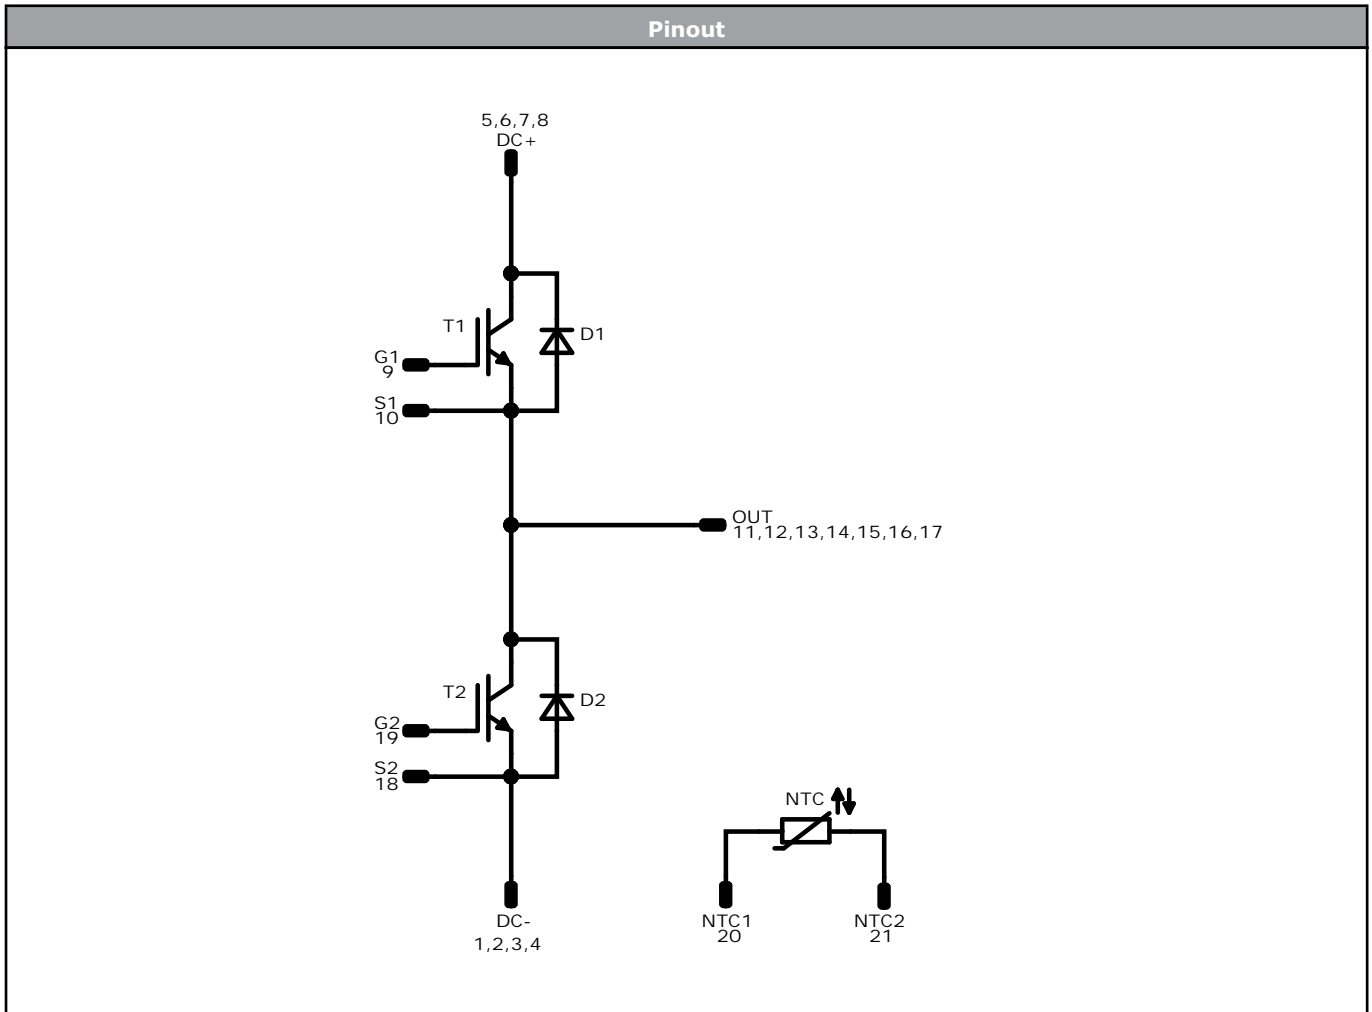 Pinout
5,6,7,8
DC+
T1
D1
G1
9
S1
10
OUT
11,12,13,14,15,16,17
T2
D2
G2
19
S2
18
NTC
DC-
1,2,3,4
NTC1
20
NTC2
21